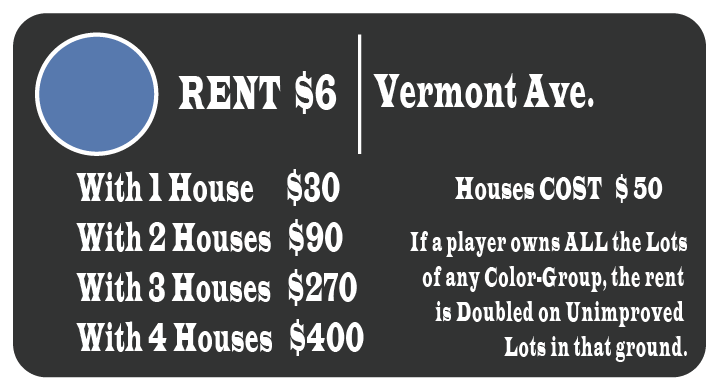 RENT $6
Vermont Ave.
With 1 House $30
With 2 Houses $90
With 3 Houses $270
With 4 Houses $400
Houses COST $ 50
If a player owns ALL the Lots
of any Color-Group, the rent
is Doubled on Unimproved
Lots in that ground.